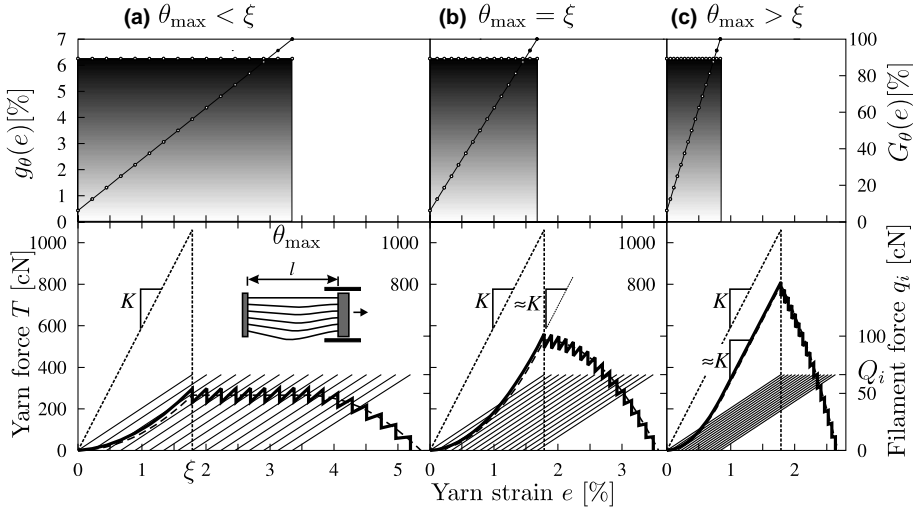 (a) θmax < ξ
(b) θmax = ξ
(c) θmax > ξ
gθ(e)|[%]
7
6
5
4
3
2
1
0
100
80
60
40
20
0
Gθ(e)|%|
θmax
l
Yarn force T [cN]
1000
800
600
400
200
0
K
1000
800
K
≈K
1000
800
K
≈K
Filament force qi [cN]
100
Qi
50
0
0
1
ξ
2
3
4
5
0
1
2
3
0
1
2
Yarn strain e [%]